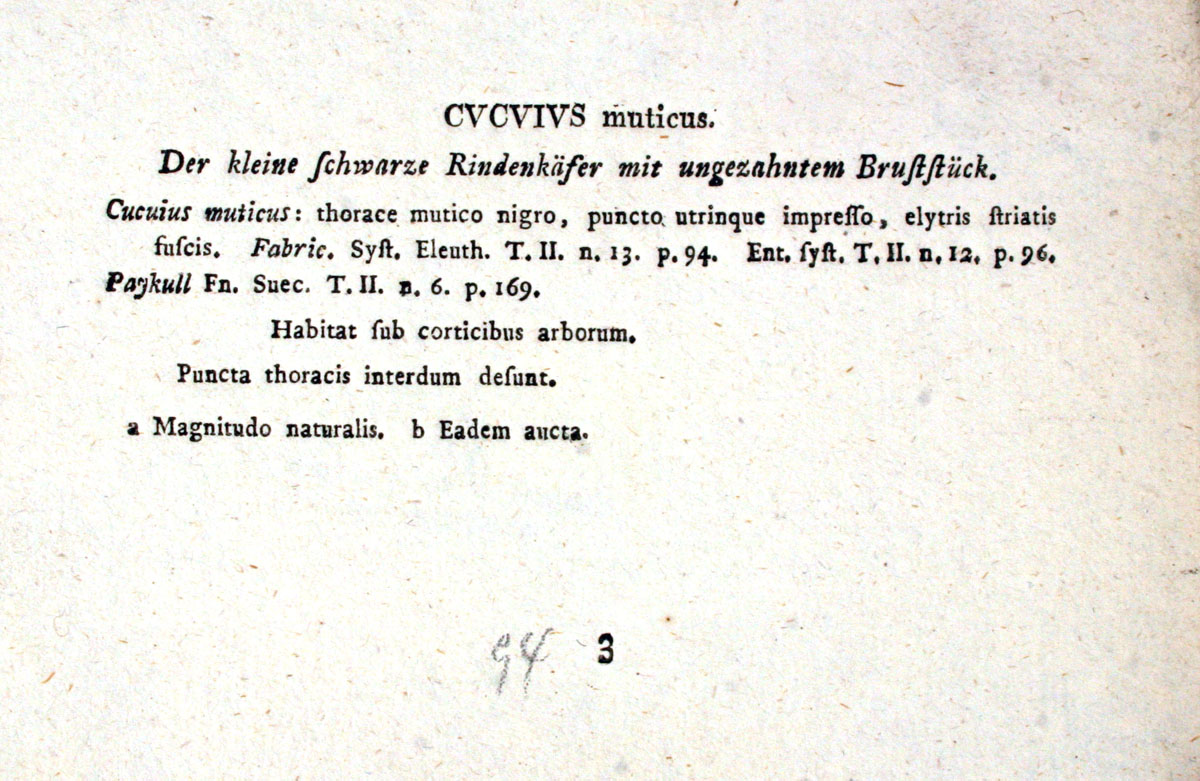 CVCVIVS muticus.
Der kleine ſchwarze Rindenkäfer mit ungezahntem Bruſtſtück.
Cucuius muticus: thorace mutico nigro, puncto utrinque impreſſo, elytris ſtriatis
fuſcis. Fabric. Syſt. Eleuth. T. II. n. 13. p. 94. Ent. ſyſt. T. II. n. 12. p. 96.
Paykull Fn. Suec. T. II. n. 6. p. 169.
Habitat ſub corticibus arborum.
Puncta thoracis interdum deſunt.
a Magnitudo naturalis. b Eadem aucta.
94 3